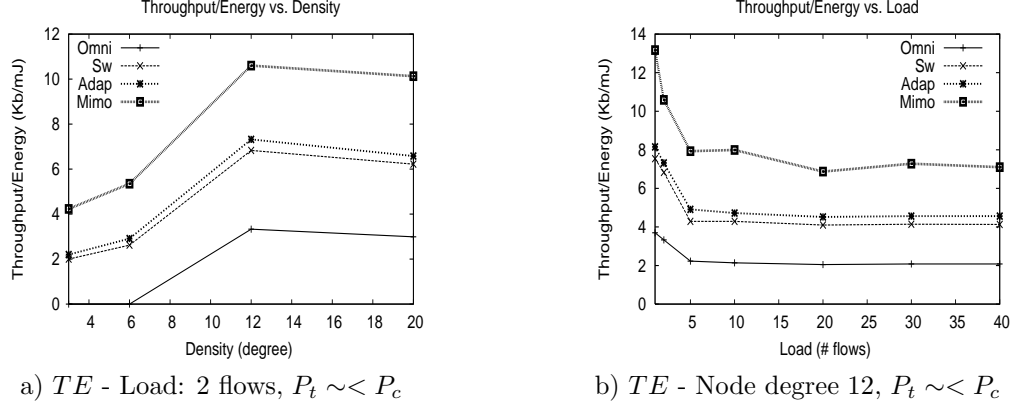 Throughput/Energy vs. Density
Throughput/Energy (Kb/mJ)
12
10
8
6
4
2
0
Omni
Sw
Adap
Mimo
4 6 8 10 12 14 16 18 20
Density (degree)
a) TE - Load: 2 flows, P_t ∼< P_c
Throughput/Energy vs. Load
Throughput/Energy (Kb/mJ)
14
12
10
8
6
4
2
0
Omni
Sw
Adap
Mimo
5 10 15 20 25 30 35 40
Load (# flows)
b) TE - Node degree 12, P_t ∼< P_c